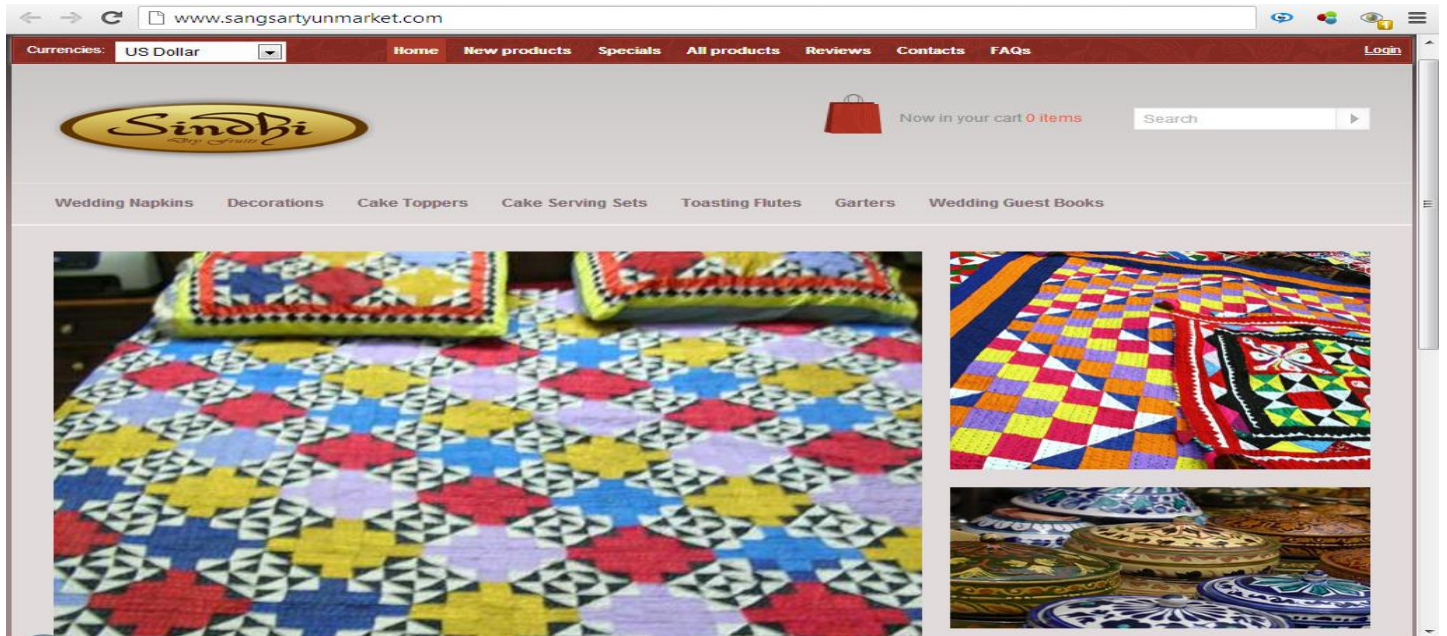 www.sangsartyunmarket.com
Currencies: US Dollar Home New products Specials All products Reviews Contacts FAQs Login
Sindhi
Dry Fruits
Now in your cart 0 items
Search
Wedding Napkins Decorations Cake Toppers Cake Serving Sets Toasting Flutes Garters Wedding Guest Books